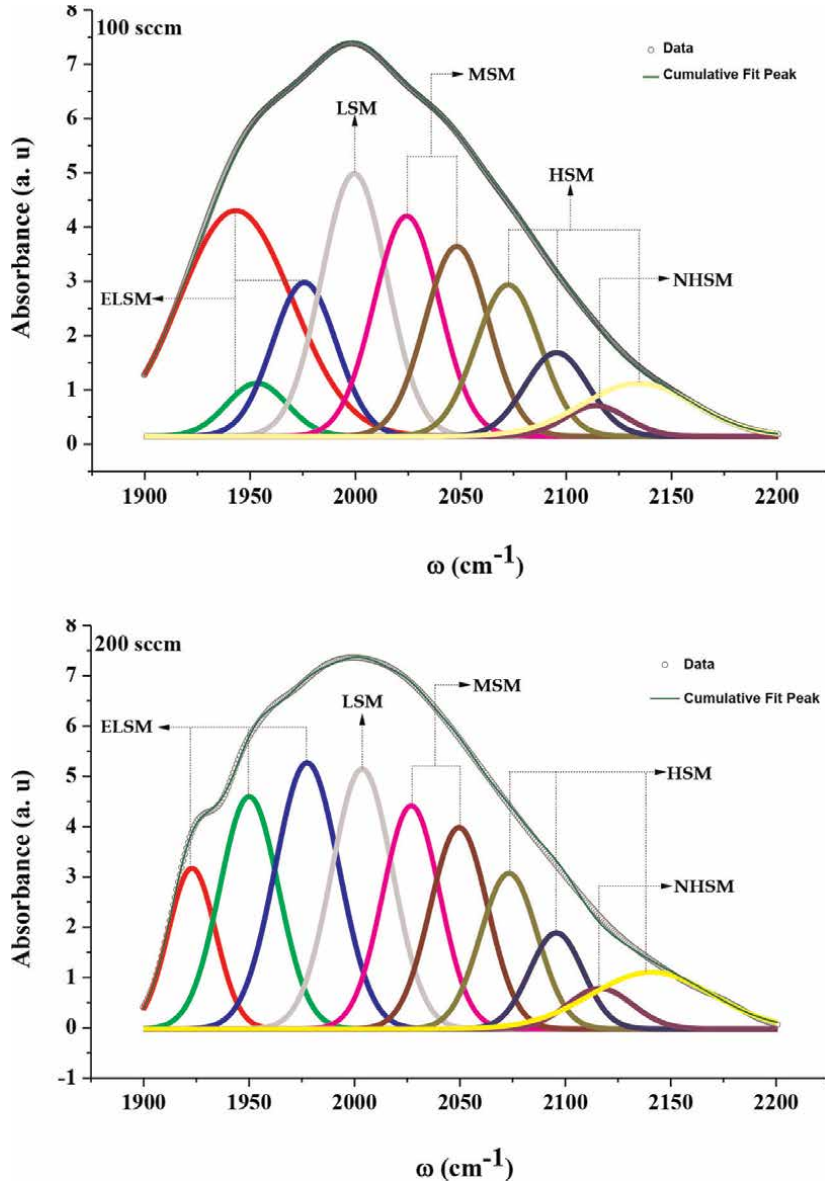 8
100 sccm
Data
Cumulative Fit Peak
7
MSM
LSM
6
5
HSM
4
NHSM
3
ELSM
2
1
0
Absorbance (a. u)
1900 1950 2000 2050 2100 2150 2200
ω (cm-1)
8
200 sccm
Data
Cumulative Fit Peak
7
MSM
LSM
ELSM
6
5
HSM
4
3
NHSM
2
1
0
-1
Absorbance (a. u)
1900 1950 2000 2050 2100 2150 2200
ω (cm-1)